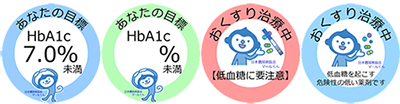 あなたの目標
HbA1c
7.0%
未満
あなたの目標
HbA1c
%
未満
おくすり治療中
【低血糖に要注意】
おくすり治療中
低血糖を起こす
危険性の低い薬剤です